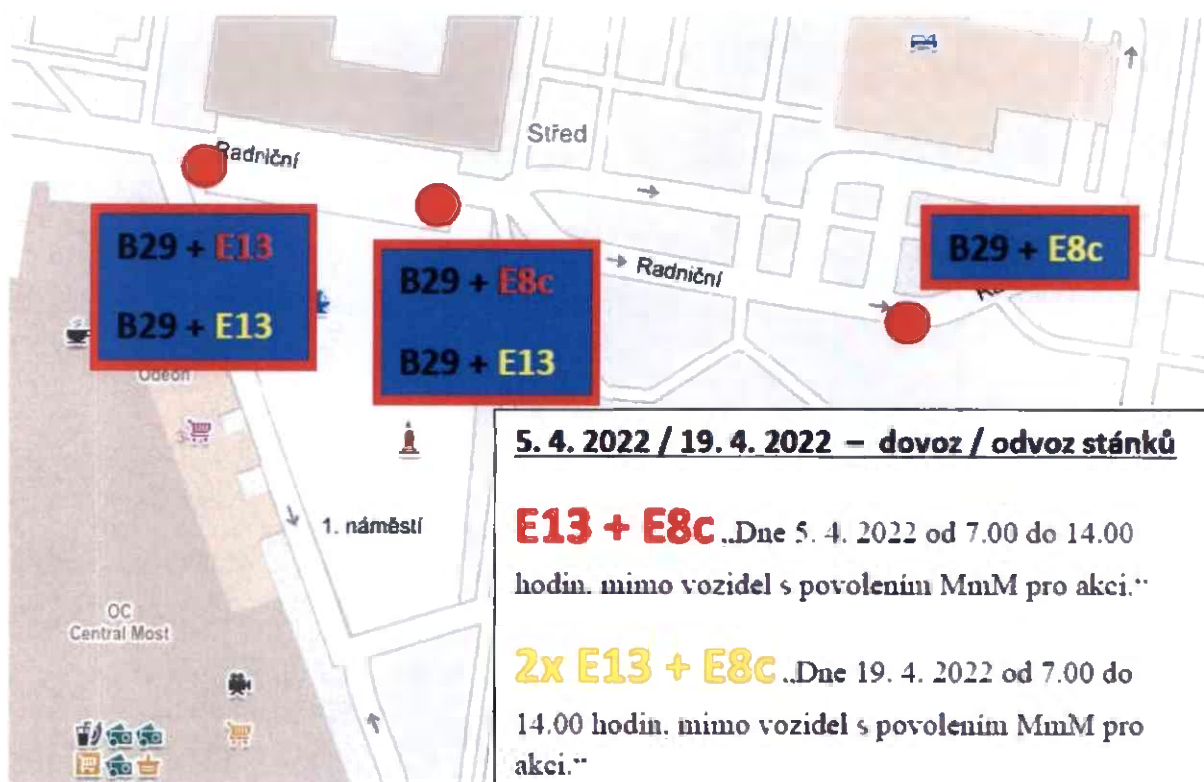 Střed
Radniční
B29 + E13
B29 + E13
B29 + E8c
B29 + E13
Radniční
B29 + E8c
Odeon
1. náměstí
OC
Central Most
5. 4. 2022 / 19. 4. 2022 – dovoz / odvoz stánků
E13 + E8c „Dne 5. 4. 2022 od 7.00 do 14.00
hodin. mimo vozidel s povolením MmM pro akci.“
2x E13 + E8c „Dne 19. 4. 2022 od 7.00 do
14.00 hodin. mimo vozidel s povolením MmM pro
akci.“